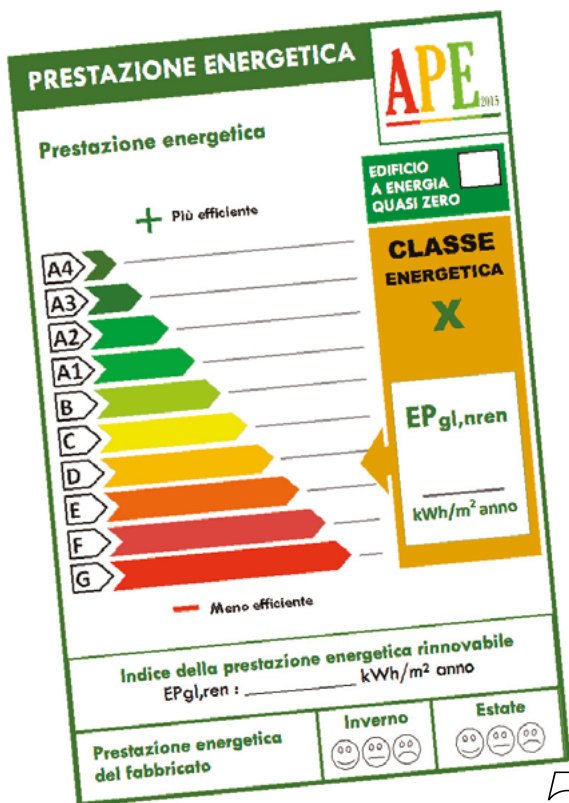 PRESTAZIONE ENERGETICA
APE 2015
Prestazione energetica
EDIFICIO
A ENERGIA
QUASI ZERO
+ Più efficiente
CLASSE
ENERGETICA
X
A4
A3
A2
A1
B
C
D
E
F
G
EPgl,nren
kWh/m² anno
Meno efficiente
Indice della prestazione energetica rinnovabile
EPgl,ren : __________ kWh/m² anno
Prestazione energetica
del fabbricato
Inverno
Estate